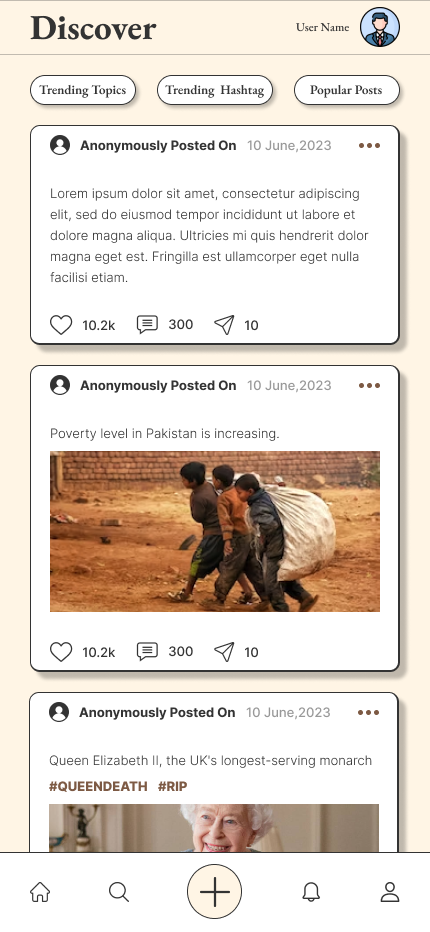 Discover
User Name
Trending Topics
Trending Hashtag
Popular Posts
Anonymously Posted On 10 June,2023
Lorem ipsum dolor sit amet, consectetur adipiscing
elit, sed do eiusmod tempor incididunt ut labore et
dolore magna aliqua. Ultricies mi quis hendrerit dolor
magna eget est. Fringilla est ullamcorper eget nulla
facilisi etiam.
10.2k 300 10
Anonymously Posted On 10 June,2023
Poverty level in Pakistan is increasing.
10.2k 300 10
Anonymously Posted On 10 June,2023
Queen Elizabeth II, the UK's longest-serving monarch
#QUEENDEATH #RIP